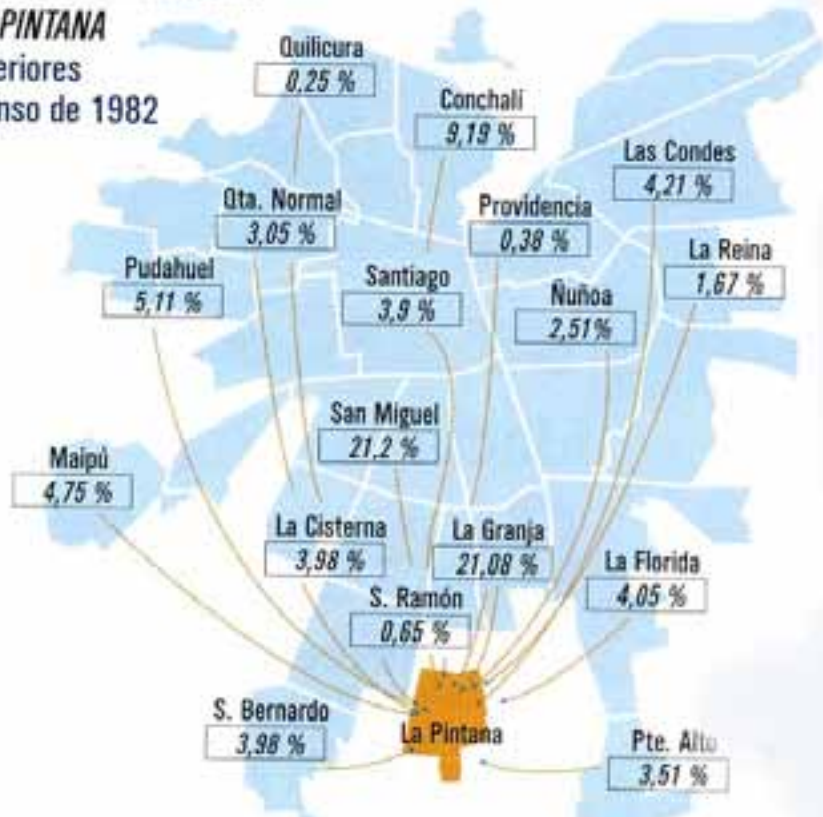 PINTANA
eriores
nso de 1982
Quilicura
0,25 %
Conchalí
9,19 %
Las Condes
4,21 %
Qta. Normal
3,05 %
Providencia
0,38 %
La Reina
1,67 %
Pudahuel
5,11 %
Santiago
3,9 %
Ñuñoa
2,51%
San Miguel
21,2 %
Maipú
4,75 %
La Cisterna
3,98 %
La Granja
21,08 %
La Florida
4,05 %
S. Ramón
0,65 %
S. Bernardo
3,98 %
La Pintana
Pte. Alto
3,51 %